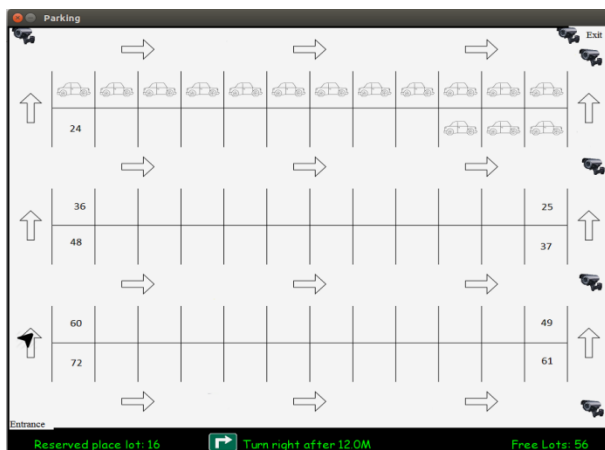 Parking
Exit
24
36 25
48 37
60 49
72 61
Entrance
Reserved place lot: 16 Turn right after 12.0M Free Lots: 56